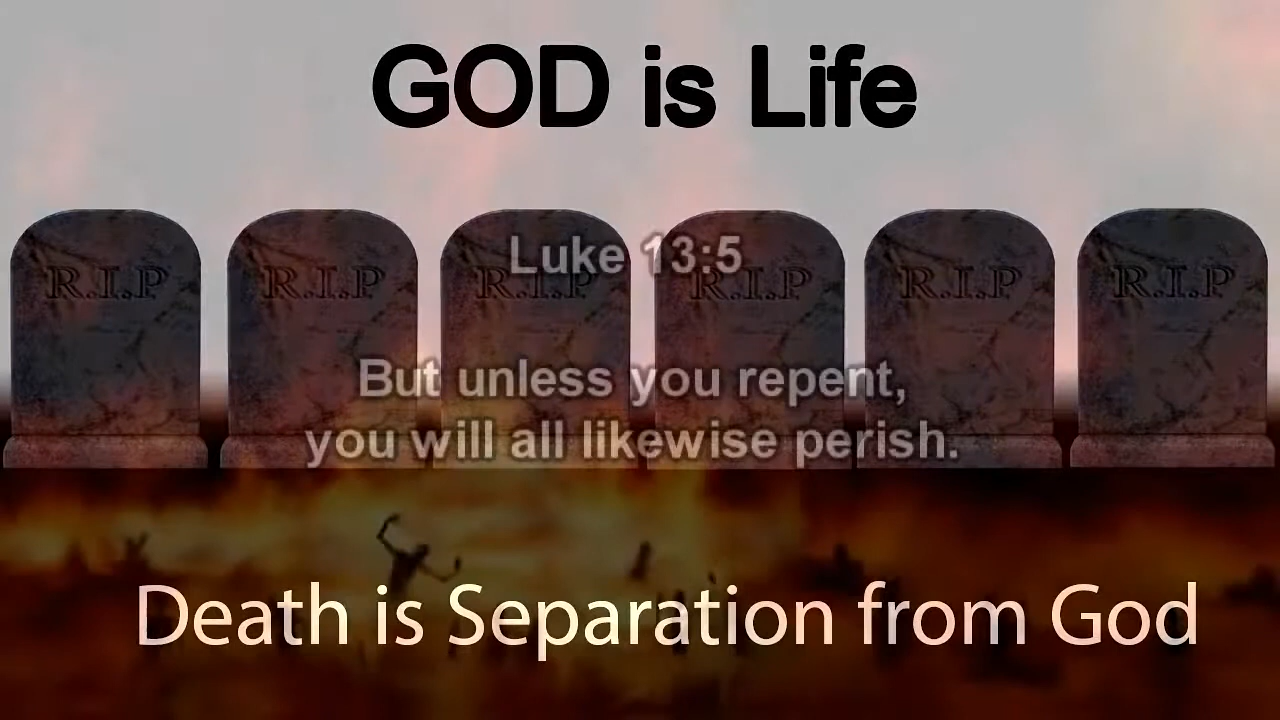 GOD is Life
Luke 13:5
R.I.P R.I.P R.I.P R.I.P R.I.P R.I.P
But unless you repent,
you will all likewise perish.
Death is Separation from God